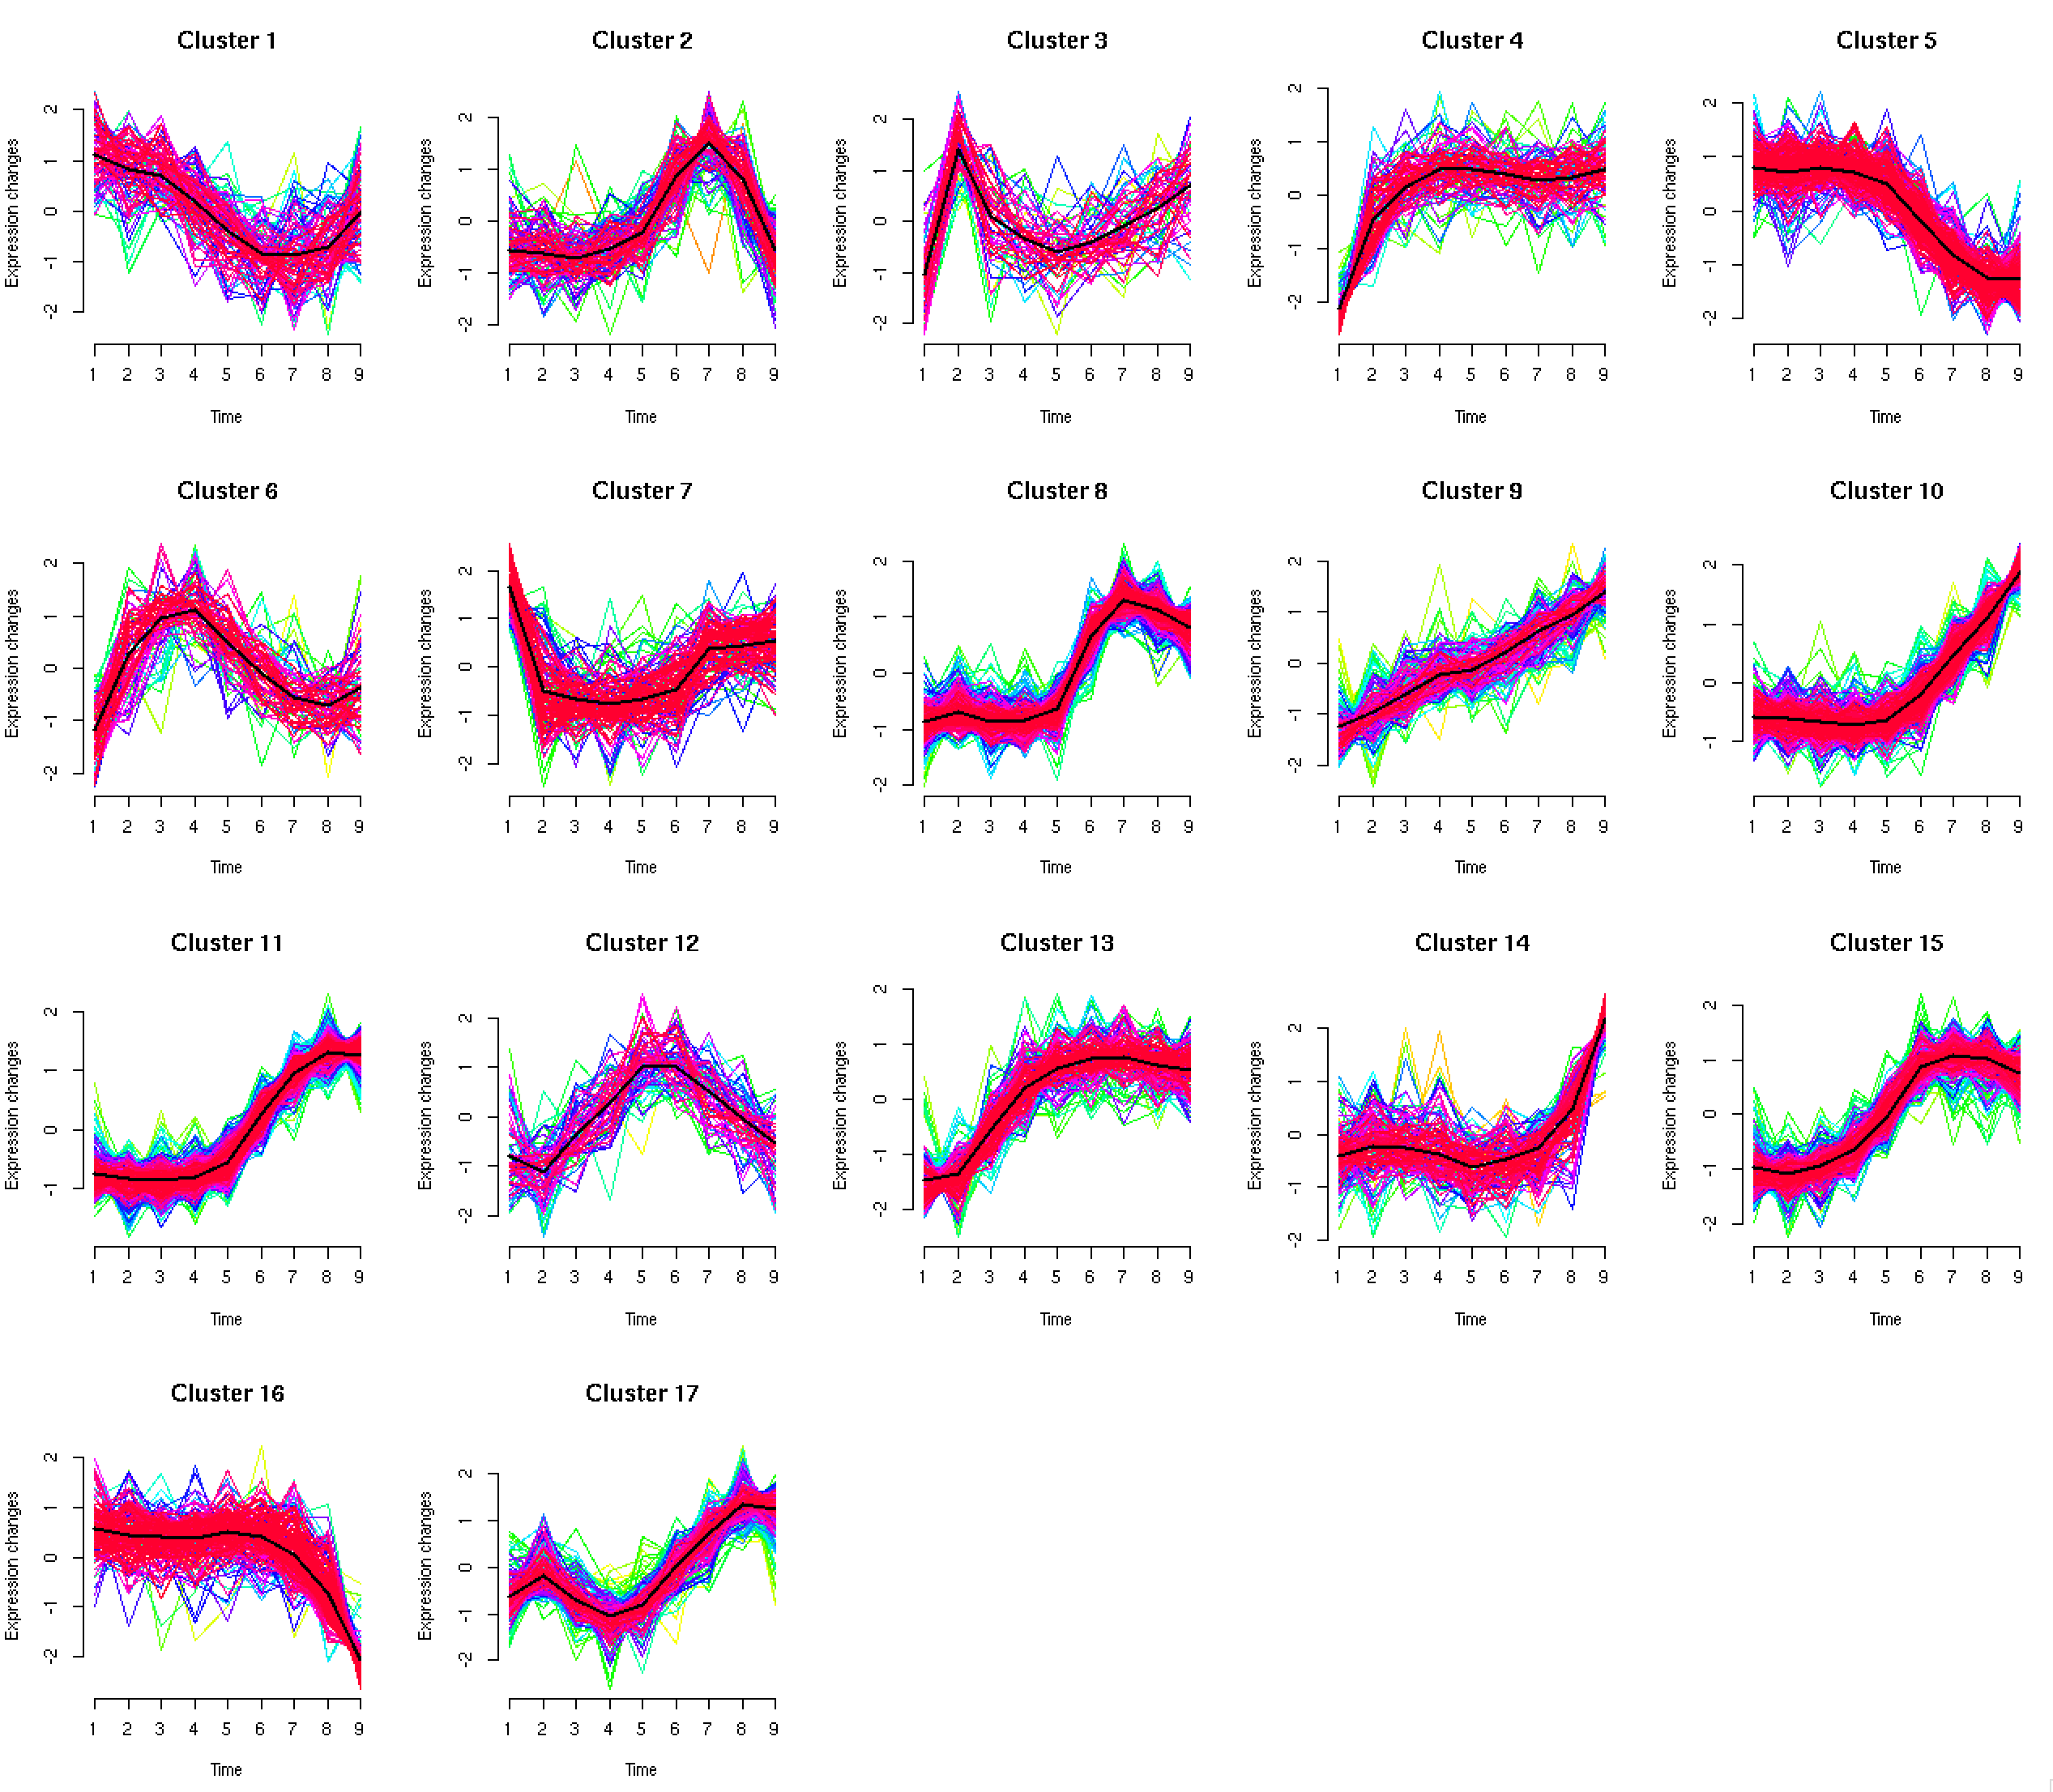 Cluster 1
Expression changes
2 1 0 -1 -2
1 2 3 4 5 6 7 8 9
Time
Cluster 2
Expression changes
2 1 0 -1 -2
1 2 3 4 5 6 7 8 9
Time
Cluster 3
Expression changes
2 1 0 -1 -2
1 2 3 4 5 6 7 8 9
Time
Cluster 4
Expression changes
2 1 0 -1 -2
1 2 3 4 5 6 7 8 9
Time
Cluster 5
Expression changes
2 1 0 -1 -2
1 2 3 4 5 6 7 8 9
Time
Cluster 6
Expression changes
2 1 0 -1 -2
1 2 3 4 5 6 7 8 9
Time
Cluster 7
Expression changes
2 1 0 -1 -2
1 2 3 4 5 6 7 8 9
Time
Cluster 8
Expression changes
2 1 0 -1 -2
1 2 3 4 5 6 7 8 9
Time
Cluster 9
Expression changes
2 1 0 -1 -2
1 2 3 4 5 6 7 8 9
Time
Cluster 10
Expression changes
2 1 0 -1
1 2 3 4 5 6 7 8 9
Time
Cluster 11
Expression changes
2 1 0 -1
1 2 3 4 5 6 7 8 9
Time
Cluster 12
Expression changes
2 1 0 -1 -2
1 2 3 4 5 6 7 8 9
Time
Cluster 13
Expression changes
2 1 0 -1 -2
1 2 3 4 5 6 7 8 9
Time
Cluster 14
Expression changes
2 1 0 -1 -2
1 2 3 4 5 6 7 8 9
Time
Cluster 15
Expression changes
2 1 0 -1 -2
1 2 3 4 5 6 7 8 9
Time
Cluster 16
Expression changes
2 1 0 -1 -2
1 2 3 4 5 6 7 8 9
Time
Cluster 17
Expression changes
2 1 0 -1 -2
1 2 3 4 5 6 7 8 9
Time